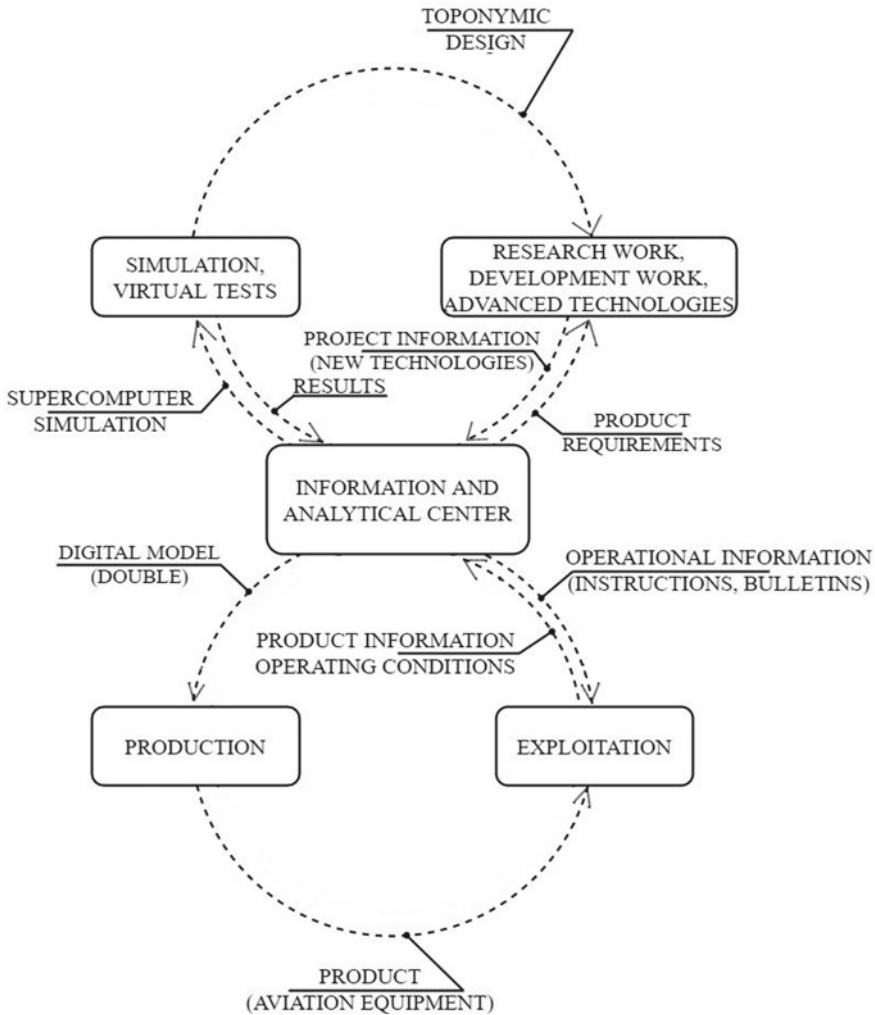 TOPONYMIC
DESIGN
SIMULATION,
VIRTUAL TESTS
RESEARCH WORK,
DEVELOPMENT WORK,
ADVANCED TECHNOLOGIES
PROJECT INFORMATION
(NEW TECHNOLOGIES)
RESULTS
SUPERCOMPUTER
SIMULATION
PRODUCT
REQUIREMENTS
INFORMATION AND
ANALYTICAL CENTER
DIGITAL MODEL
(DOUBLE)
OPERATIONAL INFORMATION
(INSTRUCTIONS, BULLETINS)
PRODUCT INFORMATION
OPERATING CONDITIONS
PRODUCTION
EXPLOITATION
PRODUCT
(AVIATION EQUIPMENT)